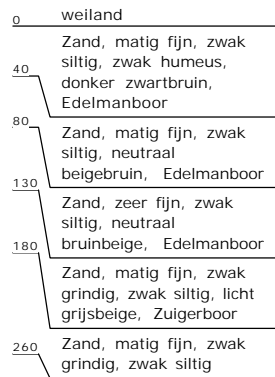 0 weiland
Zand, matig fijn, zwak
siltig, zwak humeus,
40
donker zwartbruin,
Edelmanboor
80
Zand, matig fijn, zwak
siltig, neutraal
beigebruin, Edelmanboor
130
Zand, zeer fijn, zwak
siltig, neutraal
bruinbeige, Edelmanboor
180
Zand, matig fijn, zwak
grindig, zwak siltig, licht
grijsbeige, Zuigerboor
260 Zand, matig fijn, zwak
grindig, zwak siltig